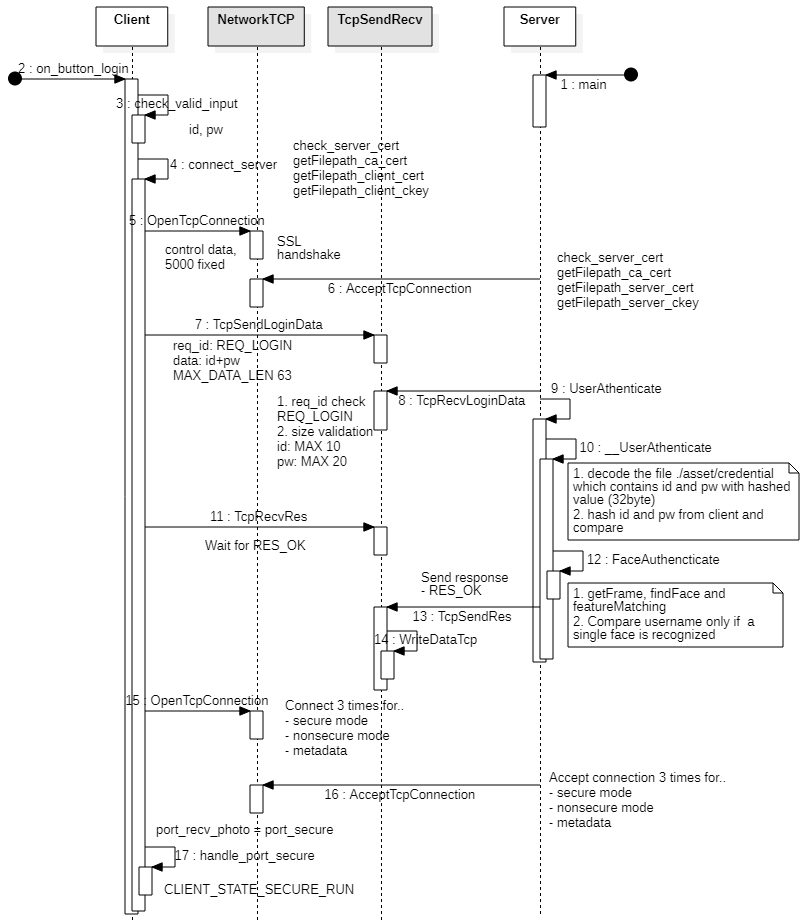 Client
NetworkTCP
TcpSendRecv
Server
2 : on_button_login
1 : main
3 : check_valid_input
id, pw
4 : connect_server
check_server_cert
getFilepath_ca_cert
getFilepath_client_cert
getFilepath_client_ckey
5 : OpenTcpConnection
control data,
5000 fixed
SSL
handshake
check_server_cert
getFilepath_ca_cert
getFilepath_server_cert
getFilepath_server_ckey
6 : AcceptTcpConnection
7 : TcpSendLoginData
req_id: REQ_LOGIN
data: id+pw
MAX_DATA_LEN 63
9 : UserAthenticate
8 : TcpRecvLoginData
1. req_id check
REQ_LOGIN
2. size validation
id: MAX 10
pw: MAX 20
10 : __UserAthenticate
1. decode the file ./asset/credential
which contains id and pw with hashed
value (32byte)
2. hash id and pw from client and
compare
11 : TcpRecvRes
Wait for RES_OK
12 : FaceAuthencticate
Send response
- RES_OK
1. getFrame, findFace and
featureMatching
2. Compare username only if  a
single face is recognized
13 : TcpSendRes
14 : WriteDataTcp
15 : OpenTcpConnection
Connect 3 times for..
- secure mode
- nonsecure mode
- metadata
Accept connection 3 times for..
- secure mode
- nonsecure mode
- metadata
16 : AcceptTcpConnection
port_recv_photo = port_secure
17 : handle_port_secure
CLIENT_STATE_SECURE_RUN